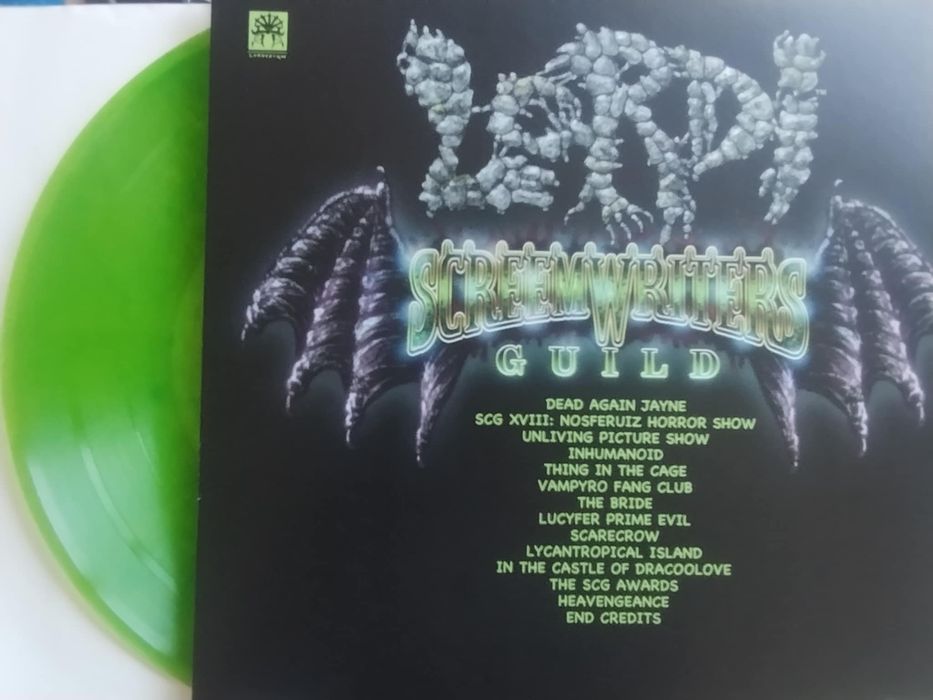 LORDI
SCREEM WRITERS
GUILD
DEAD AGAIN JAYNE
SCG XVIII: NOSFERUIZ HORROR SHOW
UNLIVING PICTURE SHOW
INHUMANOID
THING IN THE CAGE
VAMPYRO FANG CLUB
THE BRIDE
LUCYFER PRIME EVIL
SCARECROW
LYCANTROPICAL ISLAND
IN THE CASTLE OF DRACOOLOVE
THE SCG AWARDS
HEAVENGEANCE
END CREDITS